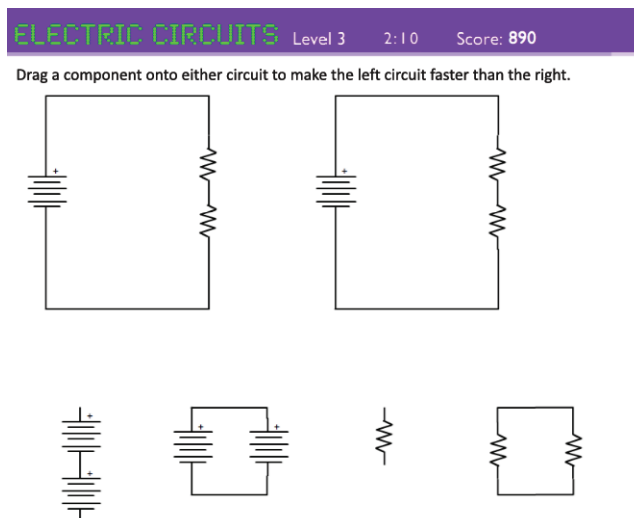 ELECTRIC CIRCUITS Level 3 2:10 Score: 890
Drag a component onto either circuit to make the left circuit faster than the right.
+ +
+ + +
+